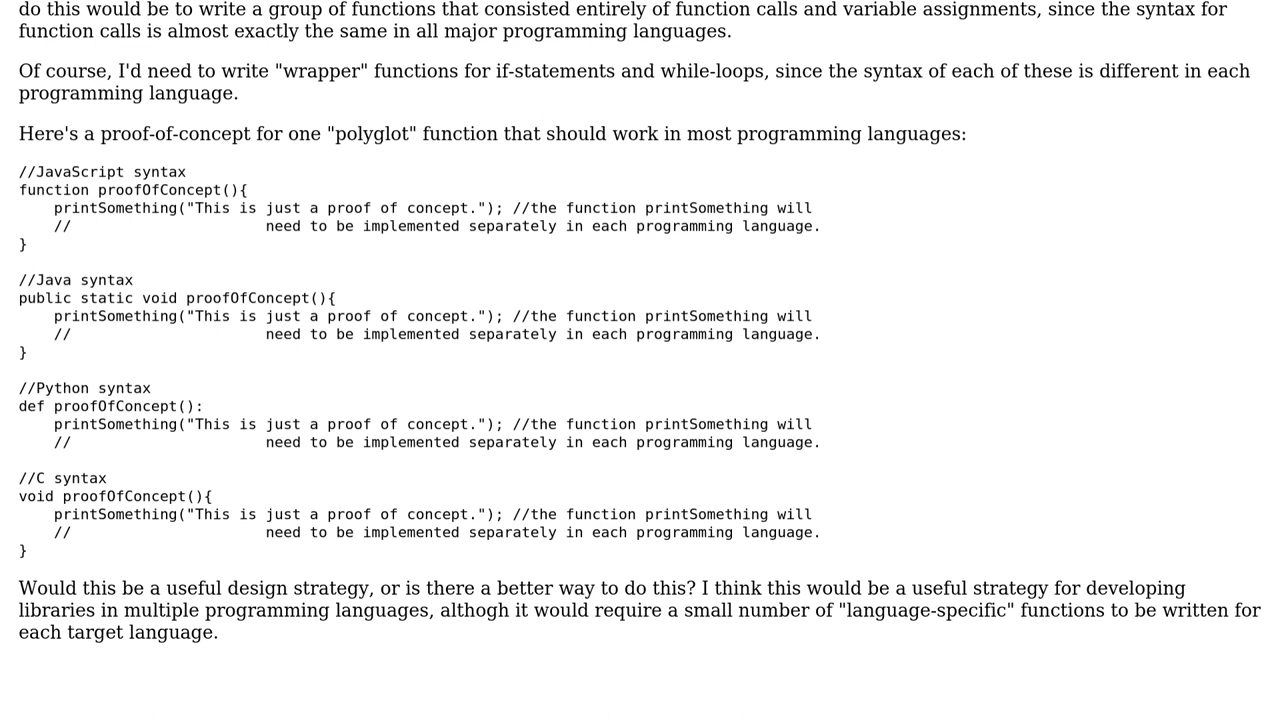 do this would be to write a group of functions that consisted entirely of function calls and variable assignments, since the syntax for
function calls is almost exactly the same in all major programming languages.
Of course, I'd need to write "wrapper" functions for if-statements and while-loops, since the syntax of each of these is different in each
programming language.
Here's a proof-of-concept for one "polyglot" function that should work in most programming languages:
//JavaScript syntax
function proofOfConcept(){
    printSomething("This is just a proof of concept."); //the function printSomething will
    //                      need to be implemented separately in each programming language.
}
//Java syntax
public static void proofOfConcept(){
    printSomething("This is just a proof of concept."); //the function printSomething will
    //                      need to be implemented separately in each programming language.
}
//Python syntax
def proofOfConcept():
    printSomething("This is just a proof of concept."); //the function printSomething will
    //                      need to be implemented separately in each programming language.
//C syntax
void proofOfConcept(){
    printSomething("This is just a proof of concept."); //the function printSomething will
    //                      need to be implemented separately in each programming language.
}
Would this be a useful design strategy, or is there a better way to do this? I think this would be a useful strategy for developing
libraries in multiple programming languages, althogh it would require a small number of "language-specific" functions to be written for
each target language.